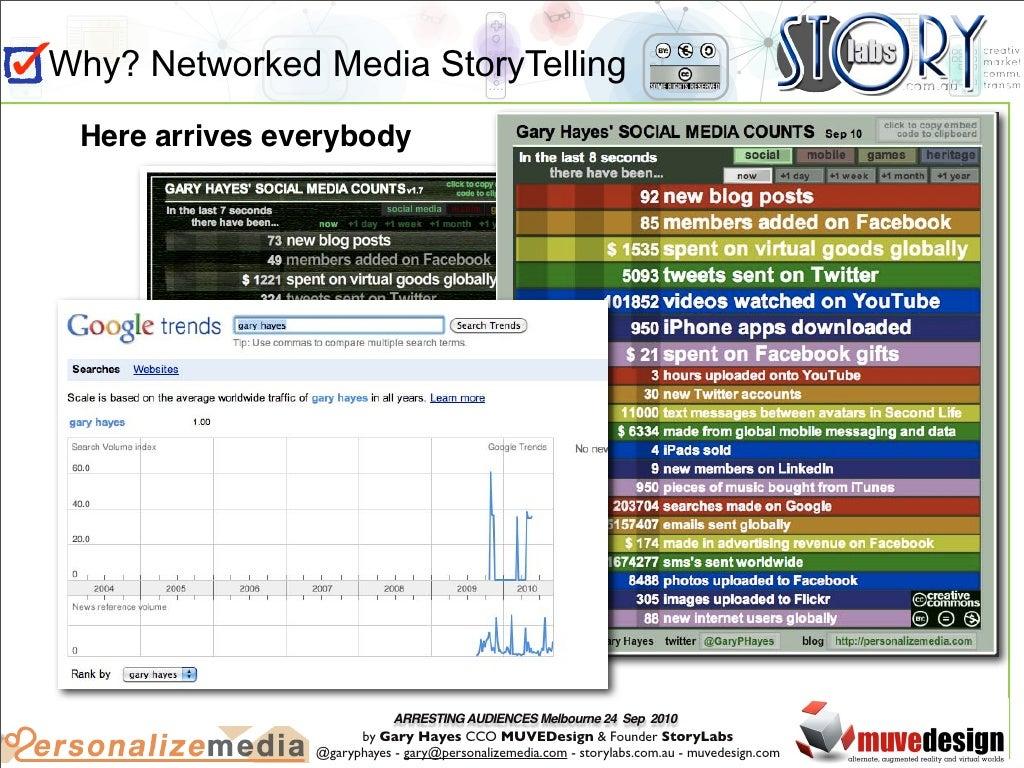 Why? Networked Media StoryTelling
BY:
cc
SOME RIGHTS RESERVED
STORY
labs
.com.au
creativ
market
commu
transm
Here arrives everybody
GARY HAYES' SOCIAL MEDIA COUNTS v1.7
click to copy
code to cli
In the last 7 seconds
there have been...
social media
now +1 day +1 week +1 month +1 y
73 new blog posts
49 members added on Facebook
$ 1221 spent on virtual goods globally
324 tweets sent on Twitter
Gary Hayes' SOCIAL MEDIA COUNTS Sep 10
click to copy embed
code to clipboard
In the last 8 seconds
there have been...
social mobile games heritage
now +1 day +1 week +1 month +1 year
92 new blog posts
85 members added on Facebook
$ 1535 spent on virtual goods globally
5093 tweets sent on Twitter
101852 videos watched on YouTube
950 iPhone apps downloaded
$ 21 spent on Facebook gifts
3 hours uploaded onto YouTube
30 new Twitter accounts
11000 text messages between avatars in Second Life
$ 6334 made from global mobile messaging and data
4 iPads sold
9 new members on LinkedIn
950 pieces of music bought from iTunes
203704 searches made on Google
5157407 emails sent globally
$ 174 made in advertising revenue on Facebook
1674277 sms's sent worldwide
8488 photos uploaded to Facebook
305 images uploaded to Flickr
88 new internet users globally
cc creative
commons
ary Hayes twitter @GaryPHayes blog http://personalizemedia.com
Google trends
gary hayes
Search Trends
Tip: Use commas to compare multiple search terms.
Searches Websites
Scale is based on the average worldwide traffic of gary hayes in all years. Learn more
gary hayes 1.00
Search Volume index Google Trends
No new
60.0
40.0
20.0
0
2004 2005 2006 2007 2008 2009 2010
News reference volume
0
Rank by gary hayes
ARRESTING AUDIENCES Melbourne 24 Sep 2010
by Gary Hayes CCO MUVEDesign & Founder StoryLabs
@garyphayes - gary@personalizemedia.com - storylabs.com.au - muvedesign.com
Personalizemedia
muvedesign
alternate, augmented reality and virtual worlds